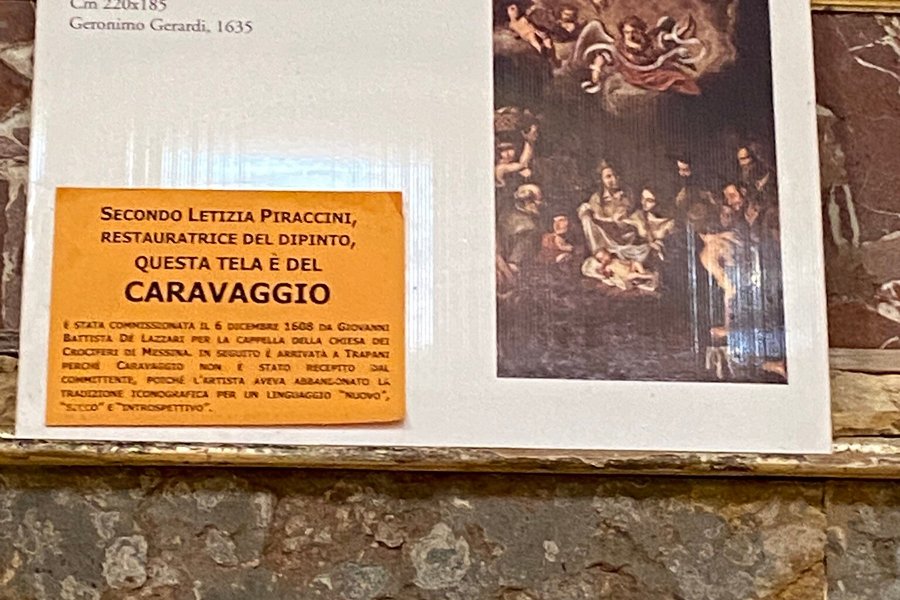 Cm 220x185
Geronimo Gerardi, 1635
SECONDO LETIZIA PIRACCINI,
RESTAURATRICE DEL DIPINTO,
QUESTA TELA È DEL
CARAVAGGIO
È STATA COMMISSIONATA IL 6 DICEMBRE 1608 DA GIOVANNI
BATTISTA DE LAZZARI PER LA CAPPELLA DELLA CHIESA DEI
CROCIFERI DI MESSINA. IN SEGUITO È ARRIVATA A TRAPANI
PERCHÉ CARAVAGGIO NON È STATO RECEPITO DAL
COMMITTENTE, POICHÉ L'ARTISTA AVEVA ABBANDONATO LA
TRADIZIONE ICONOGRAFICA PER UN LINGUAGGIO "NUOVO",
E "INTROSPETTIVO".